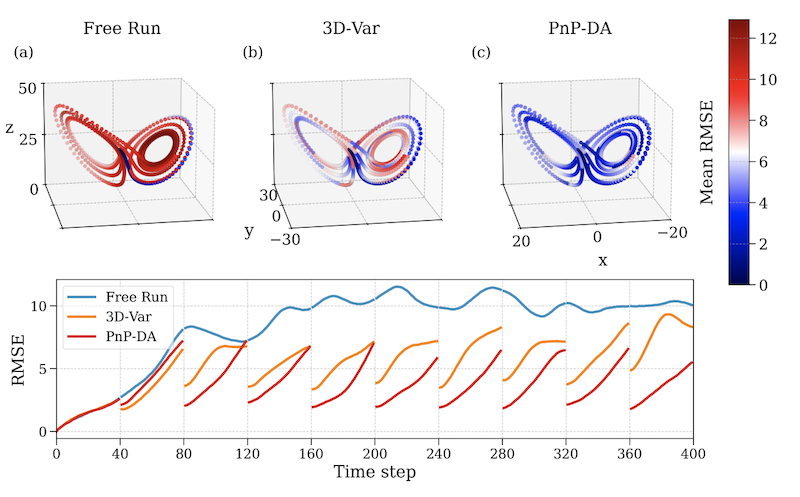 Free Run
3D-Var
PnP-DA
(a)
(b)
(c)
50
z
25
0
30
y
0
−30
20
0
−20
x
12
10
8
6
4
2
0
Mean RMSE
10
5
0
RMSE
Free Run
3D-Var
PnP-DA
0 40 80 120 160 200 240 280 320 360 400
Time step